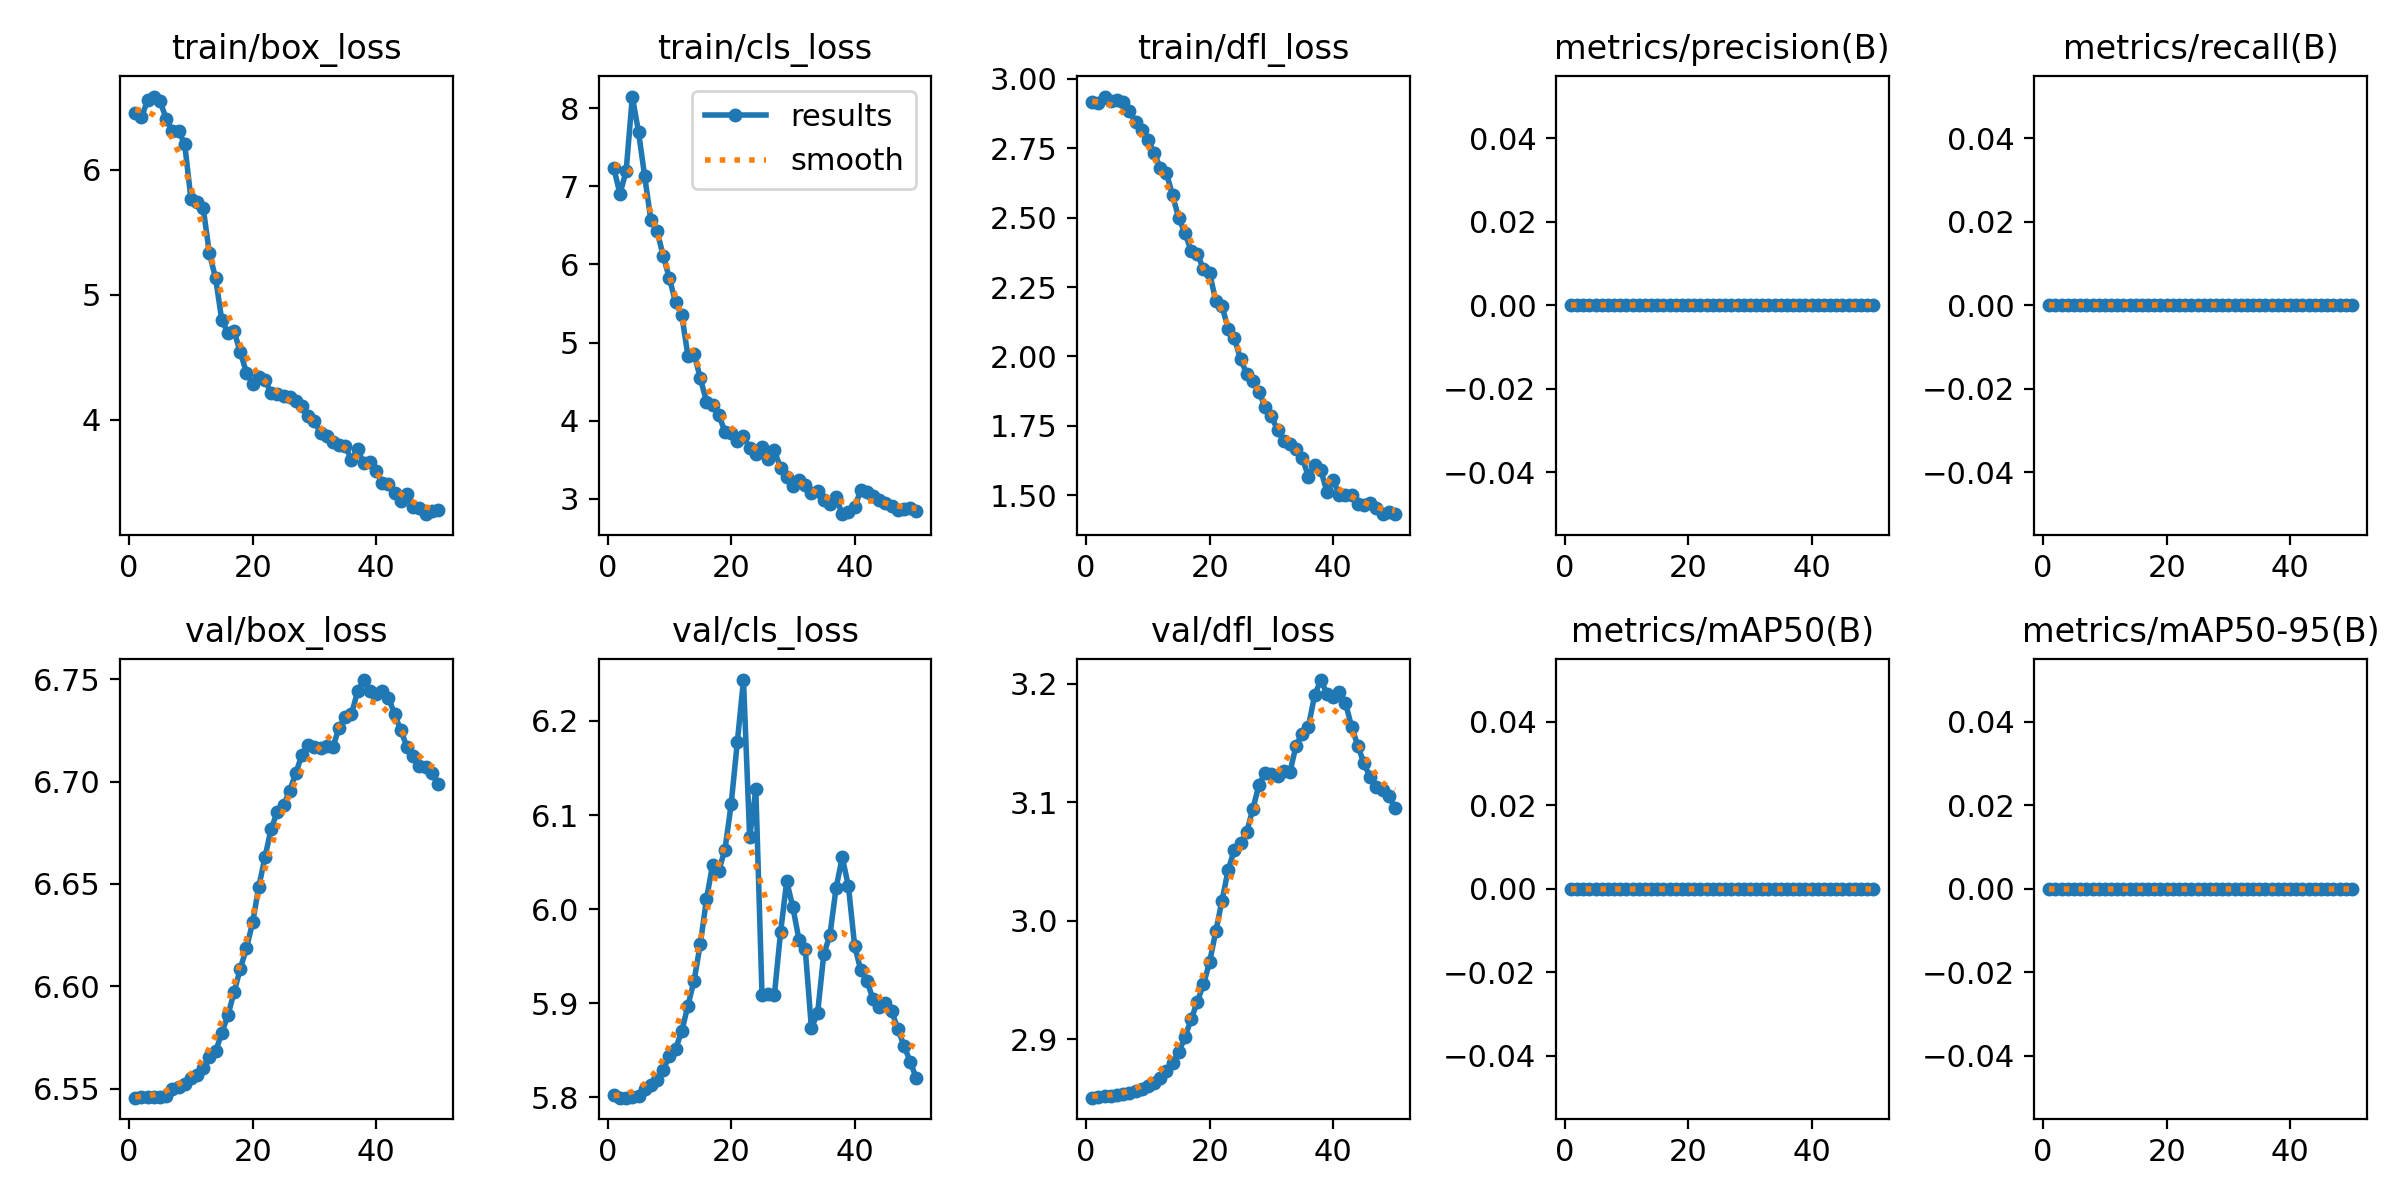 train/box_loss
train/cls_loss
train/dfl_loss
metrics/precision(B)
metrics/recall(B)
6
5
4
0 20 40
results
smooth
8
7
6
5
4
3
0 20 40
3.00
2.75
2.50
2.25
2.00
1.75
1.50
0 20 40
0.04
0.02
0.00
−0.02
−0.04
0 20 40
0.04
0.02
0.00
−0.02
−0.04
0 20 40
val/box_loss
val/cls_loss
val/dfl_loss
metrics/mAP50(B)
metrics/mAP50-95(B)
6.75
6.70
6.65
6.60
6.55
0 20 40
6.2
6.1
6.0
5.9
5.8
0 20 40
3.2
3.1
3.0
2.9
0 20 40
0.04
0.02
0.00
−0.02
−0.04
0 20 40
0.04
0.02
0.00
−0.02
−0.04
0 20 40